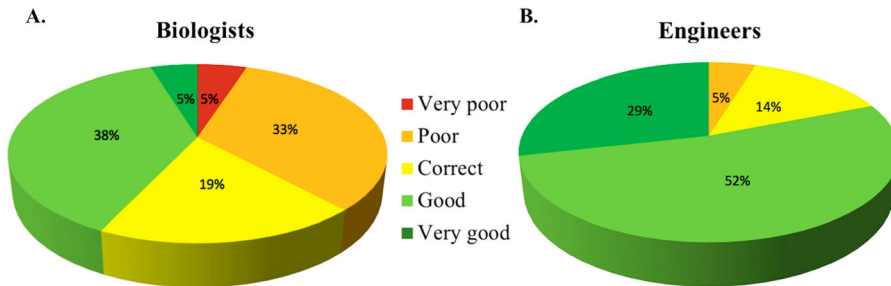 A.
Biologists
5%
5%
33%
19%
38%
Very poor
Poor
Correct
Good
Very good
B.
Engineers
5%
14%
52%
29%